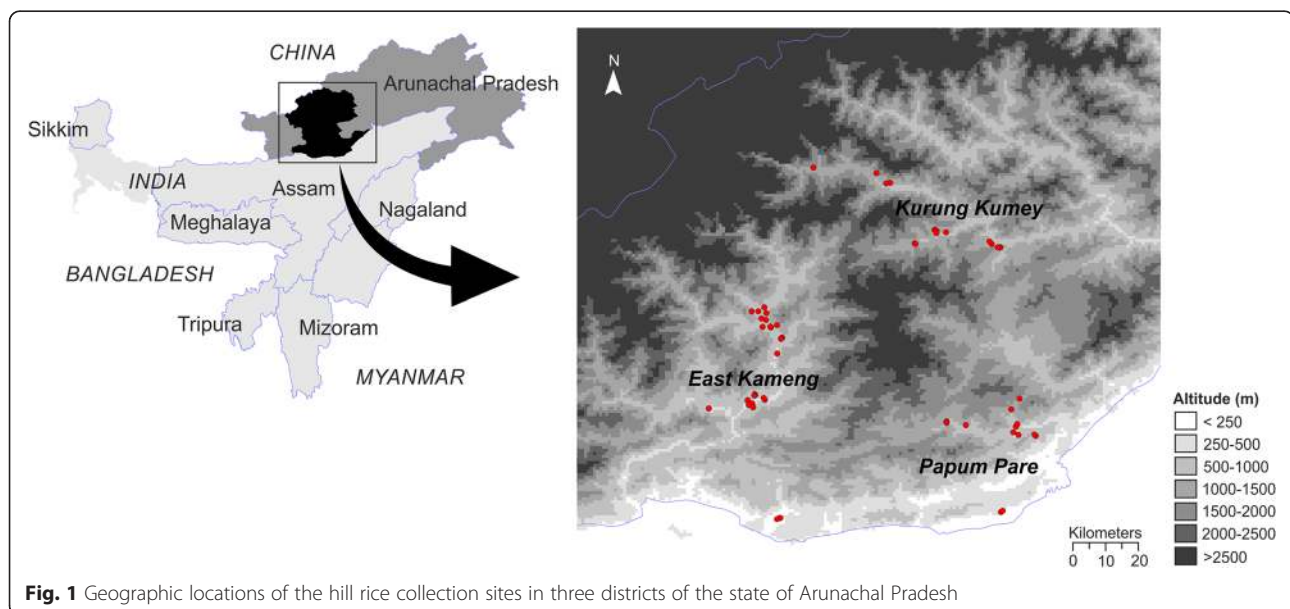 CHINA
Arunachal Pradesh
Sikkim
INDIA
Assam
Nagaland
Meghalaya
BANGLADESH
Tripura
Mizoram
MYANMAR
N
Kurung Kumey
East Kameng
Papum Pare
Kilometers
0 10 20
Altitude (m)
< 250
250-500
500-1000
1000-1500
1500-2000
2000-2500
>2500
Fig. 1 Geographic locations of the hill rice collection sites in three districts of the state of Arunachal Pradesh